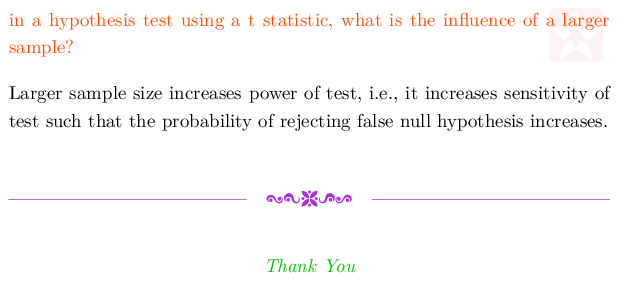 in a hypothesis test using a t statistic, what is the influence of a larger
sample?
Larger sample size increases power of test, i.e., it increases sensitivity of
test such that the probability of rejecting false null hypothesis increases.
Thank You